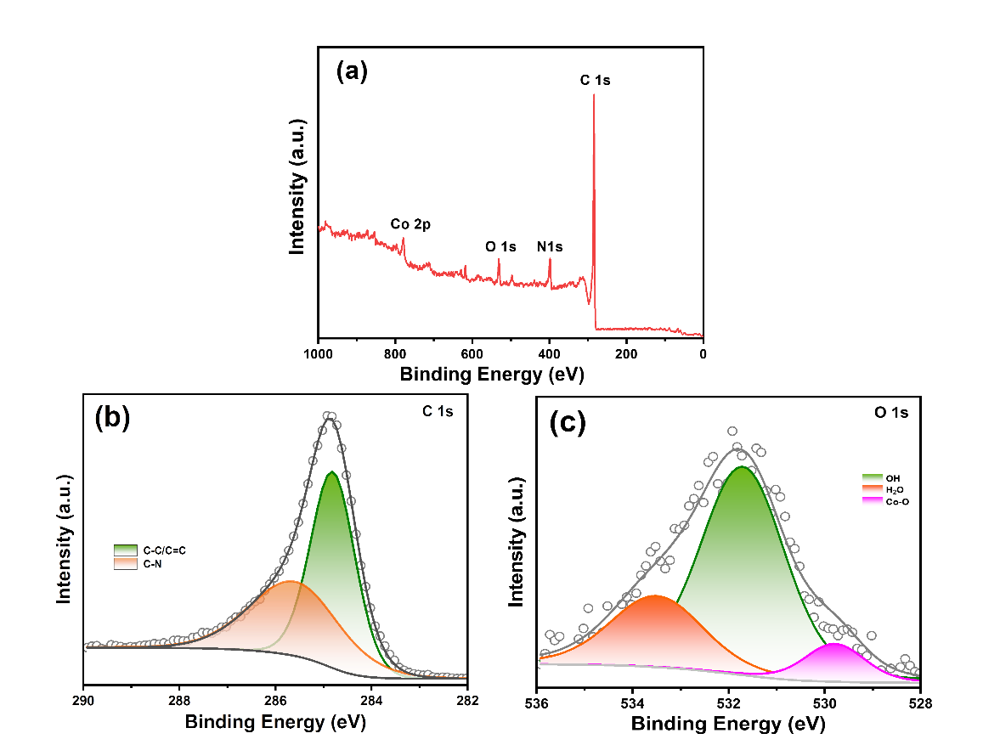 (a)
C 1s
Co 2p
O 1s
N1s
Intensity (a.u.)
1000 800 600 400 200 0
Binding Energy (eV)
(b)
C 1s
C-C/C=C
C-N
Intensity (a.u.)
290 288 286 284 282
Binding Energy (eV)
(c)
O 1s
OH
H₂O
Co-O
Intensity (a.u.)
536 534 532 530 528
Binding Energy (eV)